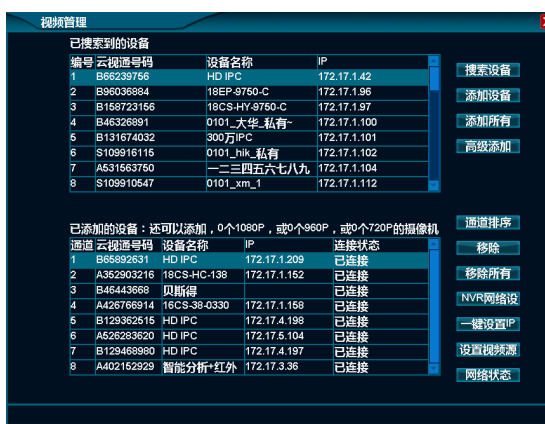 视频管理
已搜索到的设备
编号 云视通号码 设备名称 IP
1 B66239756 HD IPC 172.17.1.42
2 B96036884 18EP-9750-C 172.17.1.96
3 B158723156 18CS-HY-9750-C 172.17.1.97
4 B46326891 0101_大华_私有~ 172.17.1.100
5 B131674032 300万IPC 172.17.1.101
6 S109916115 0101_hik_私有 172.17.1.102
7 A531563750 一二三四五六七八九 172.17.1.104
8 S109910547 0101_xm_1 172.17.1.112
搜索设备
添加设备
添加所有
高级添加
已添加的设备：还可以添加，0个1080P，或0个960P，或0个720P的摄像机
通道 云视通号码 设备名称 IP 连接状态
1 B65892631 HD IPC 172.17.1.209 已连接
2 A352903216 18CS-HC-138 172.17.1.152 已连接
3 B46443668 贝斯得 已连接
4 A426766914 16CS-38-0330 172.17.1.158 已连接
5 B129362515 HD IPC 172.17.4.198 已连接
6 A526283620 HD IPC 172.17.5.104 已连接
7 B129468980 HD IPC 172.17.4.197 已连接
8 A402152929 智能分析+红外 172.17.3.36 已连接
通道排序
移除
移除所有
NVR网络设
一键设置IP
设置视频源
网络状态